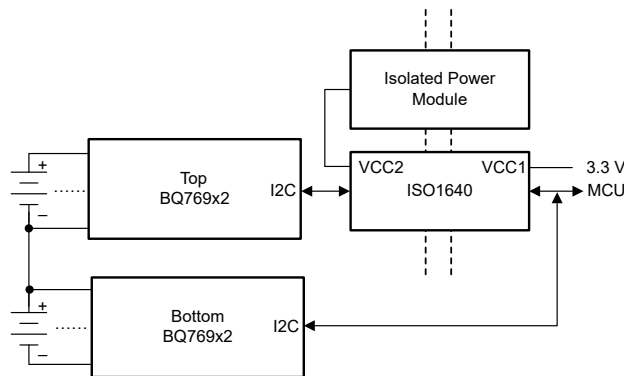 Isolated Power
Module
VCC2
VCC1
3.3 V
Top
BQ769x2
I2C
ISO1640
MCU
+
–
Bottom
BQ769x2
I2C
+
–